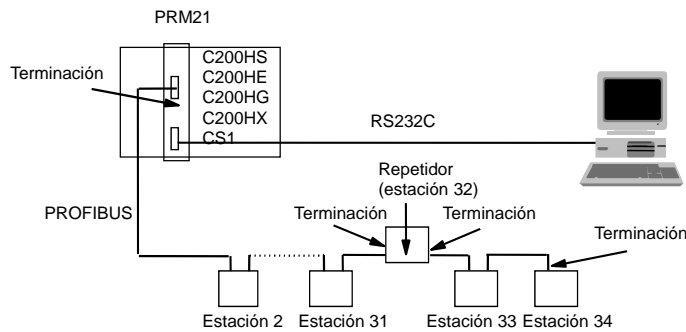 PRM21
Terminación
C200HS
C200HE
C200HG
C200HX
CS1
RS232C
Repetidor
(estación 32)
PROFIBUS
Terminación
Terminación
Terminación
Estación 2
Estación 31
Estación 33
Estación 34